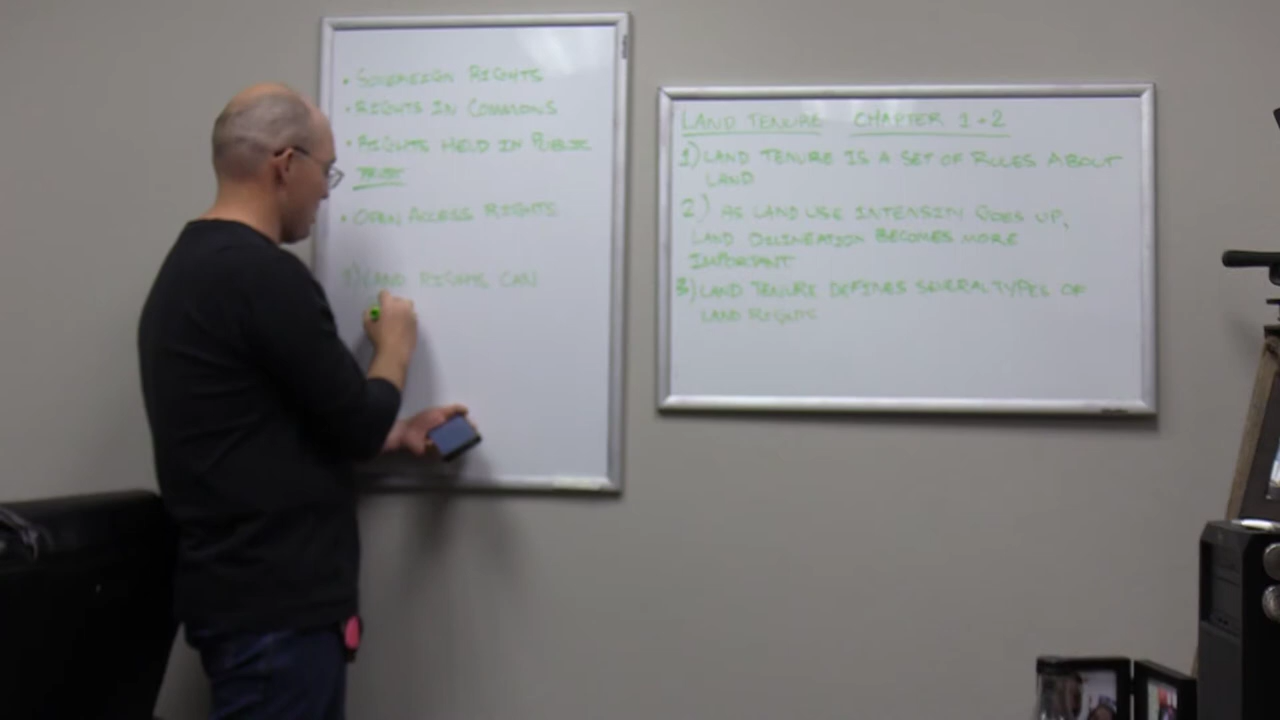 • SOVEREIGN RIGHTS
• RIGHTS IN COMMONS
• RIGHTS HELD IN PUBLIC
TRUST
• OPEN ACCESS RIGHTS
LAND RIGHTS CAN
LAND TENURE CHAPTER 1+2
1) LAND TENURE IS A SET OF RULES ABOUT
LAND
2) AS LAND USE INTENSITY GOES UP,
LAND DILINEATION BECOMES MORE
IMPORTANT
3) LAND TENURE DEFINES SEVERAL TYPES OF
LAND RIGHTS